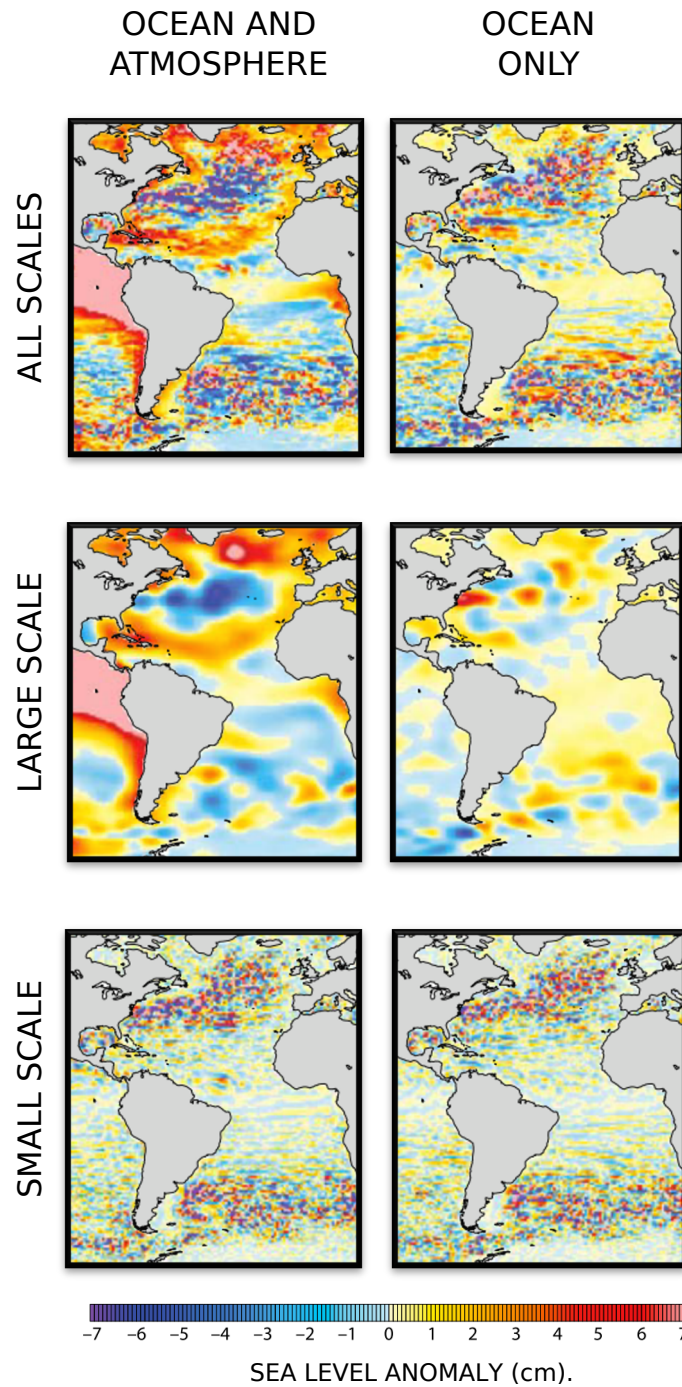 OCEAN AND
ATMOSPHERE
OCEAN
ONLY
ALL SCALES
LARGE SCALE
SMALL SCALE
−7 −6 −5 −4 −3 −2 −1 0 1 2 3 4 5 6 7
SEA LEVEL ANOMALY (cm).